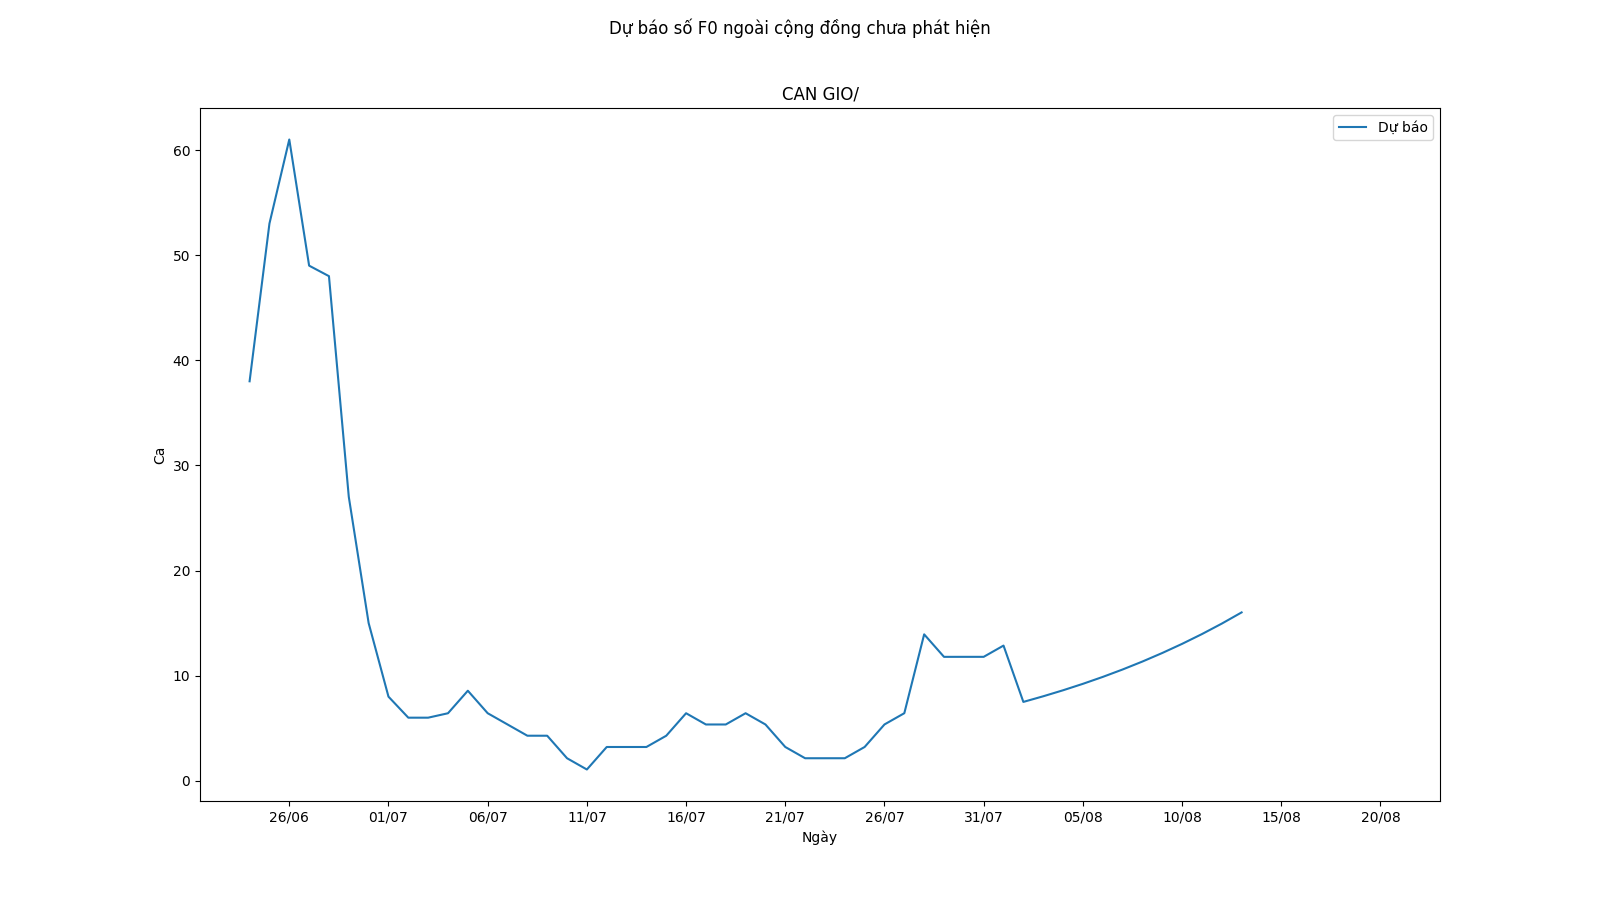 Dự báo số F0 ngoài cộng đồng chưa phát hiện
CAN GIO/
Dự báo
60
50
40
30
20
10
0
Ca
26/06 01/07 06/07 11/07 16/07 21/07 26/07 31/07 05/08 10/08 15/08 20/08
Ngày